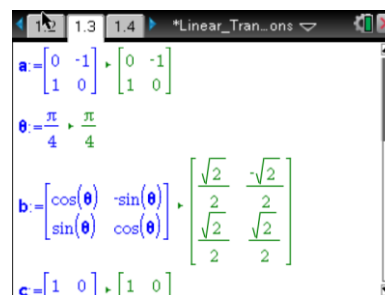 1.2 1.3 1.4 *Linear_Tran...ons
a:=[0 -1; 1 0] ▸ [0 -1; 1 0]
θ:=π/4 ▸ π/4
b:=[cos(θ) -sin(θ); sin(θ) cos(θ)] ▸ [√2/2 -√2/2; √2/2 √2/2]
c:=[1 0 ▸ [1 0